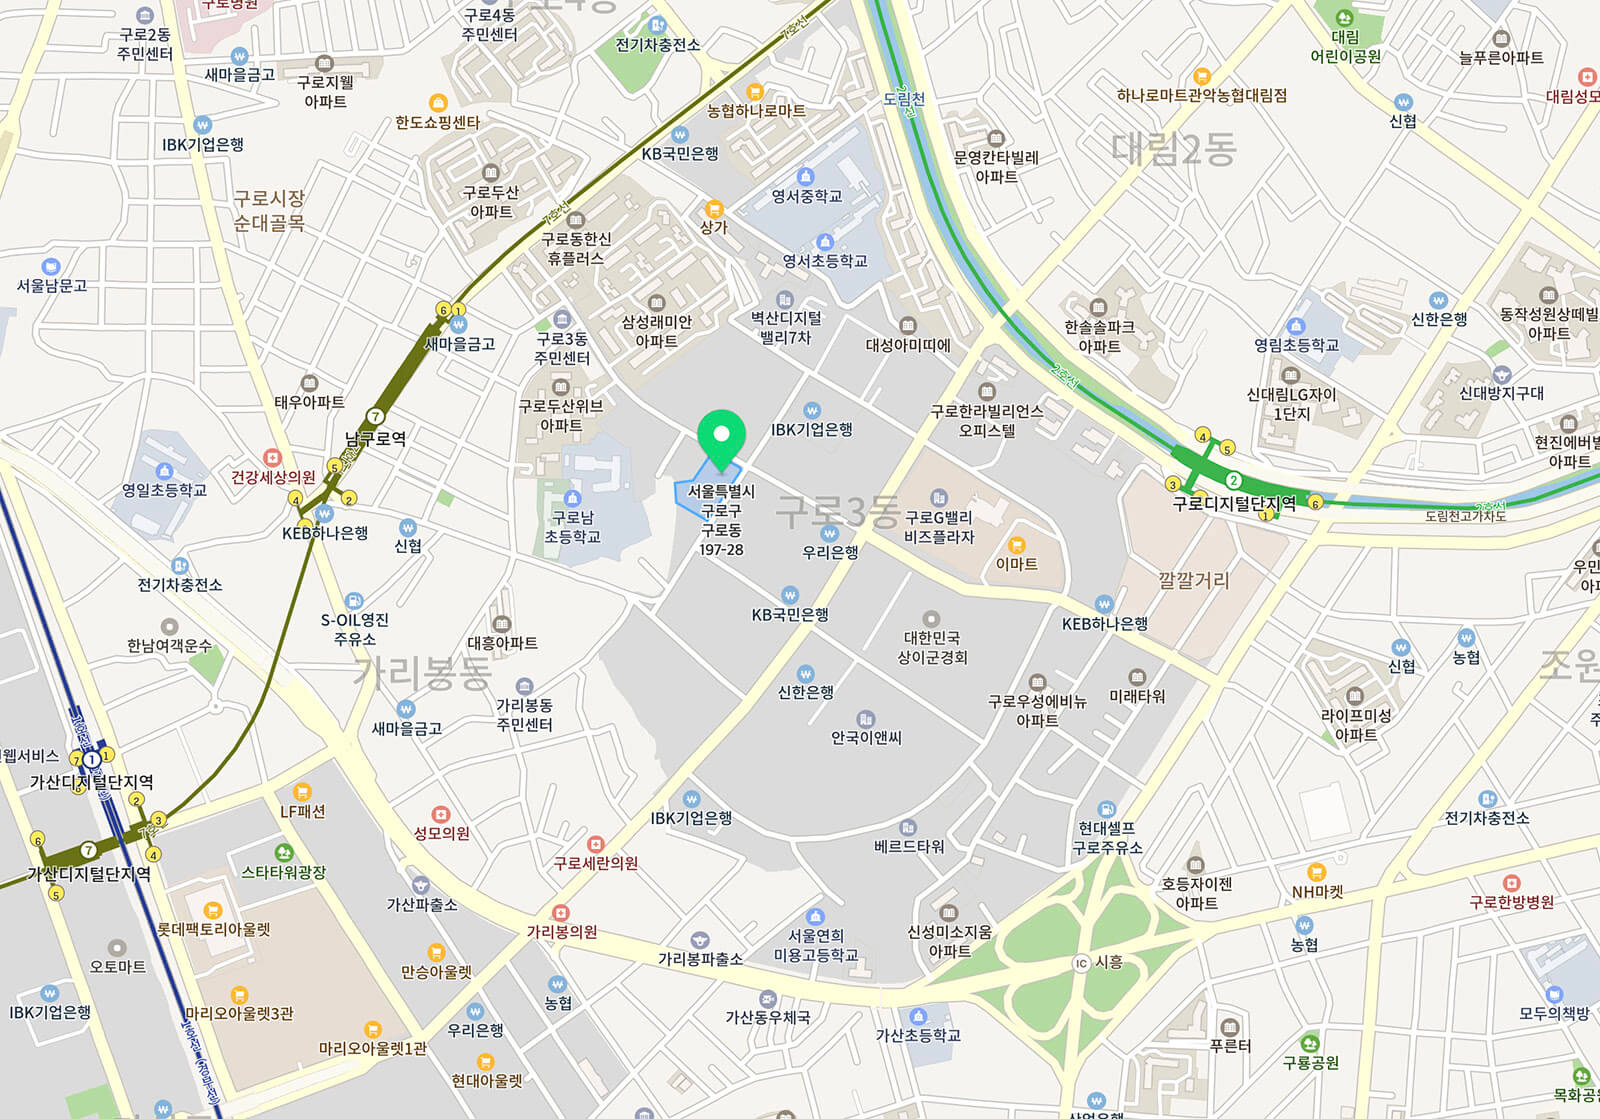 구로병원
구로2동
주민센터
새마을금고
구로지웰
아파트
구로4동
구로4동
주민센터
전기차충전소
7호선
대림
어린이공원
늘푸른아파트
하나로마트관악농협대림점
신협
대림성모
IBK기업은행
한도쇼핑센타
농협하나로마트
KB국민은행
도림천
문영칸타빌레
아파트
대림2동
구로시장
순대골목
구로두산
아파트
7호선
구로동한신
휴플러스
상가
영서중학교
영서초등학교
서울남문고
새마을금고
구로3동
주민센터
삼성래미안
아파트
벽산디지털
밸리7차
대성아미띠에
한솔솔파크
아파트
영림초등학교
신한은행
동작성원상떼빌
아파트
2호선
태우아파트
남구로역
구로두산위브
아파트
IBK기업은행
구로한라빌리언스
오피스텔
신대림LG자이
1단지
신대방지구대
현진에버빌
아파트
건강세상의원
영일초등학교
KEB하나은행
신협
구로남
초등학교
서울특별시
구로구
구로동
197-28
구로3동
우리은행
구로G밸리
비즈플라자
이마트
구로디지털단지역
2호선
도림천고가차도
깔깔거리
전기차충전소
S-OIL영진
주유소
한남여객운수
대흥아파트
가리봉동
KB국민은행
대한민국
상이군경회
KEB하나은행
신협
농협
신한은행
가리봉동
주민센터
새마을금고
구로우성에비뉴
아파트
미래타워
라이프미성
아파트
안국이앤씨
웹서비스
가산디지털단지역
LF패션
성모의원
구로세란의원
IBK기업은행
베르드타워
현대셀프
구로주유소
전기차충전소
가산디지털단지역
스타타워광장
가산파출소
가리봉의원
가리봉파출소
서울연희
미용고등학교
신성미소지움
아파트
호등자이젠
아파트
NH마켓
농협
구로한방병원
롯데팩토리아울렛
오토마트
만승아울렛
IC 시흥
IBK기업은행
마리오아울렛3관
마리오아울렛1관
우리은행
농협
현대아울렛
가산동우체국
가산초등학교
푸른터
구룡공원
모두의책방
목화공원
산업은행